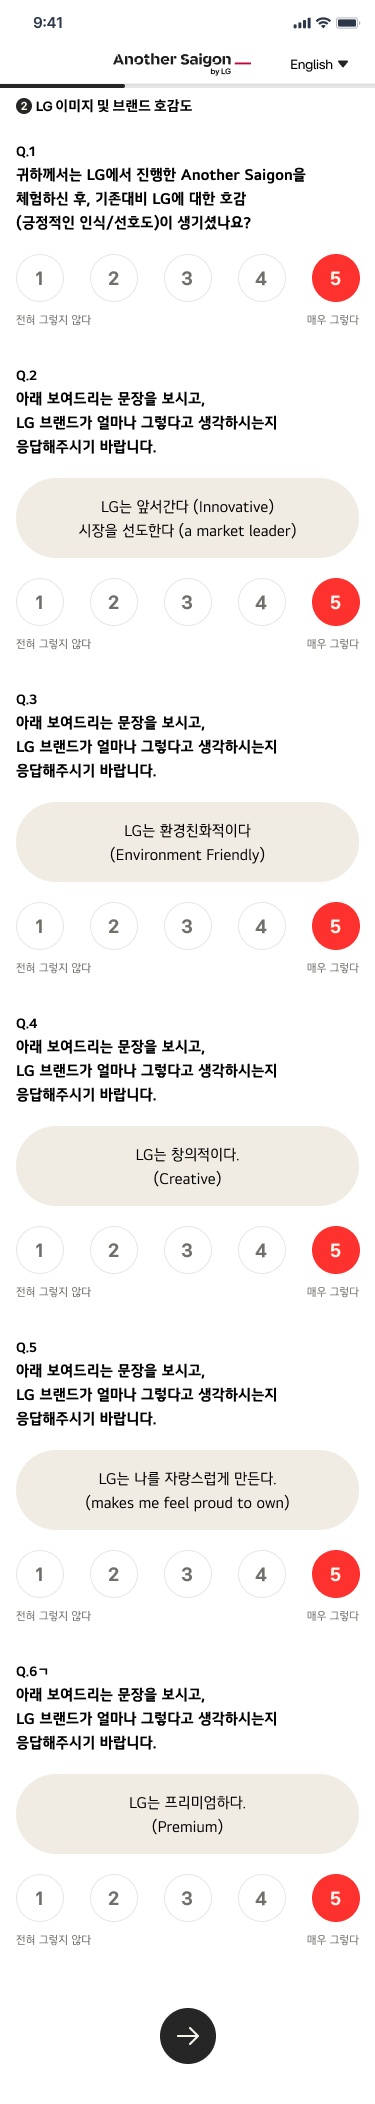 9:41
Another Saigon
by LG
English
2 LG 이미지 및 브랜드 호감도
Q.1
귀하께서는 LG에서 진행한 Another Saigon을
체험하신 후, 기존대비 LG에 대한 호감
(긍정적인 인식/선호도)이 생기셨나요?
1 2 3 4 5
전혀 그렇지 않다 매우 그렇다
Q.2
아래 보여드리는 문장을 보시고,
LG 브랜드가 얼마나 그렇다고 생각하시는지
응답해주시기 바랍니다.
LG는 앞서간다 (Innovative)
시장을 선도한다 (a market leader)
1 2 3 4 5
전혀 그렇지 않다 매우 그렇다
Q.3
아래 보여드리는 문장을 보시고,
LG 브랜드가 얼마나 그렇다고 생각하시는지
응답해주시기 바랍니다.
LG는 환경친화적이다
(Environment Friendly)
1 2 3 4 5
전혀 그렇지 않다 매우 그렇다
Q.4
아래 보여드리는 문장을 보시고,
LG 브랜드가 얼마나 그렇다고 생각하시는지
응답해주시기 바랍니다.
LG는 창의적이다.
(Creative)
1 2 3 4 5
전혀 그렇지 않다 매우 그렇다
Q.5
아래 보여드리는 문장을 보시고,
LG 브랜드가 얼마나 그렇다고 생각하시는지
응답해주시기 바랍니다.
LG는 나를 자랑스럽게 만든다.
(makes me feel proud to own)
1 2 3 4 5
전혀 그렇지 않다 매우 그렇다
Q.6ㄱ
아래 보여드리는 문장을 보시고,
LG 브랜드가 얼마나 그렇다고 생각하시는지
응답해주시기 바랍니다.
LG는 프리미엄하다.
(Premium)
1 2 3 4 5
전혀 그렇지 않다 매우 그렇다